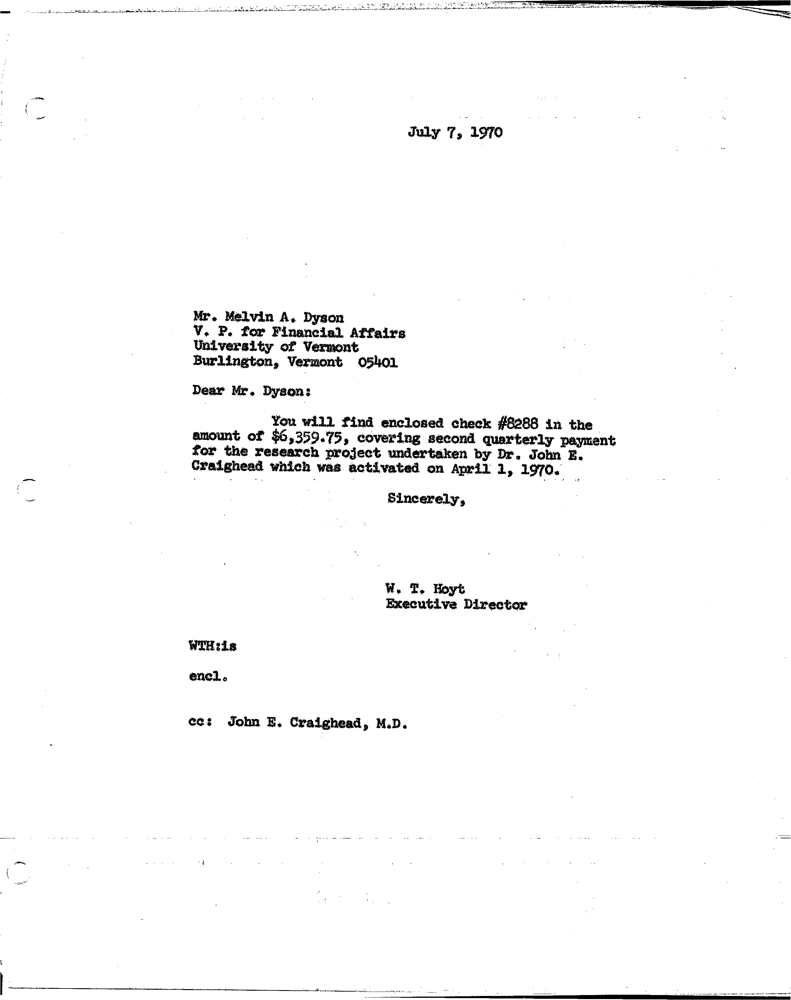 July 7, 1970
Mr. Melvin A. Dyson
V. P. for Financial Affairs
University of Vermont
Burlington, Vermont 05401
Dear Mr. Dyson:
You will find enclosed check #8288 in the
amount of $6,359.75, covering second quarterly payment
for the research project undertaken by Dr. John E.
Craighead which was activated on April 1, 1970.
Sincerely,
W. T. Hoyt
Executive Director
WTH:is
encl.
cc: John E. Craighead, M.D.